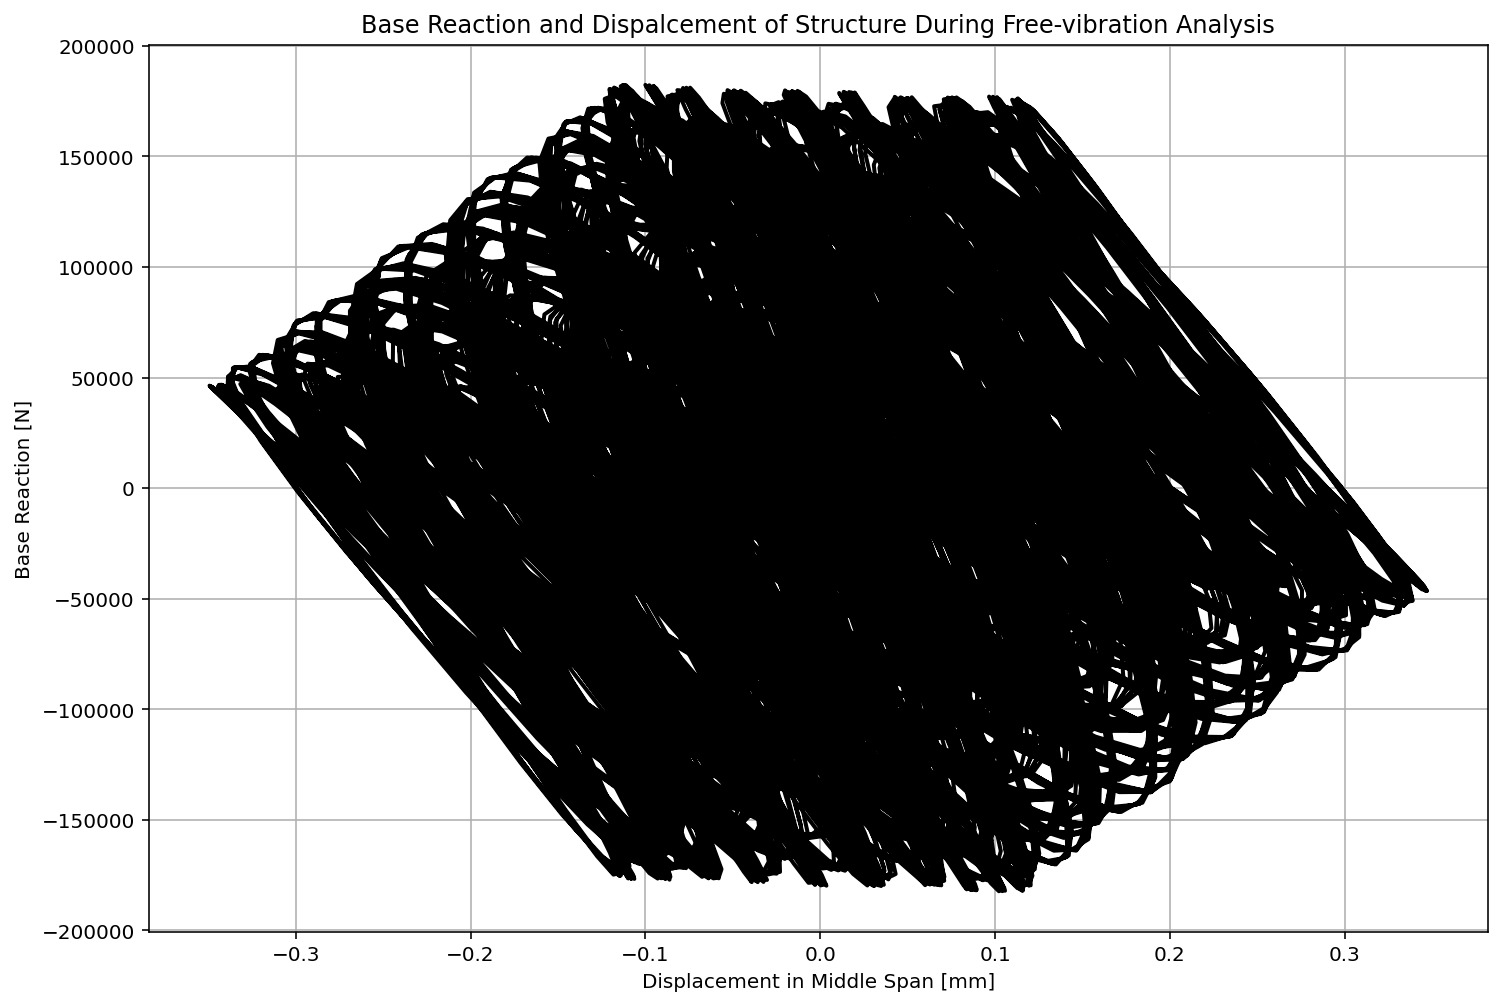 Base Reaction and Dispalcement of Structure During Free-vibration Analysis
200000
150000
100000
50000
0
−50000
−100000
−150000
−200000
Base Reaction [N]
−0.3 −0.2 −0.1 0.0 0.1 0.2 0.3
Displacement in Middle Span [mm]